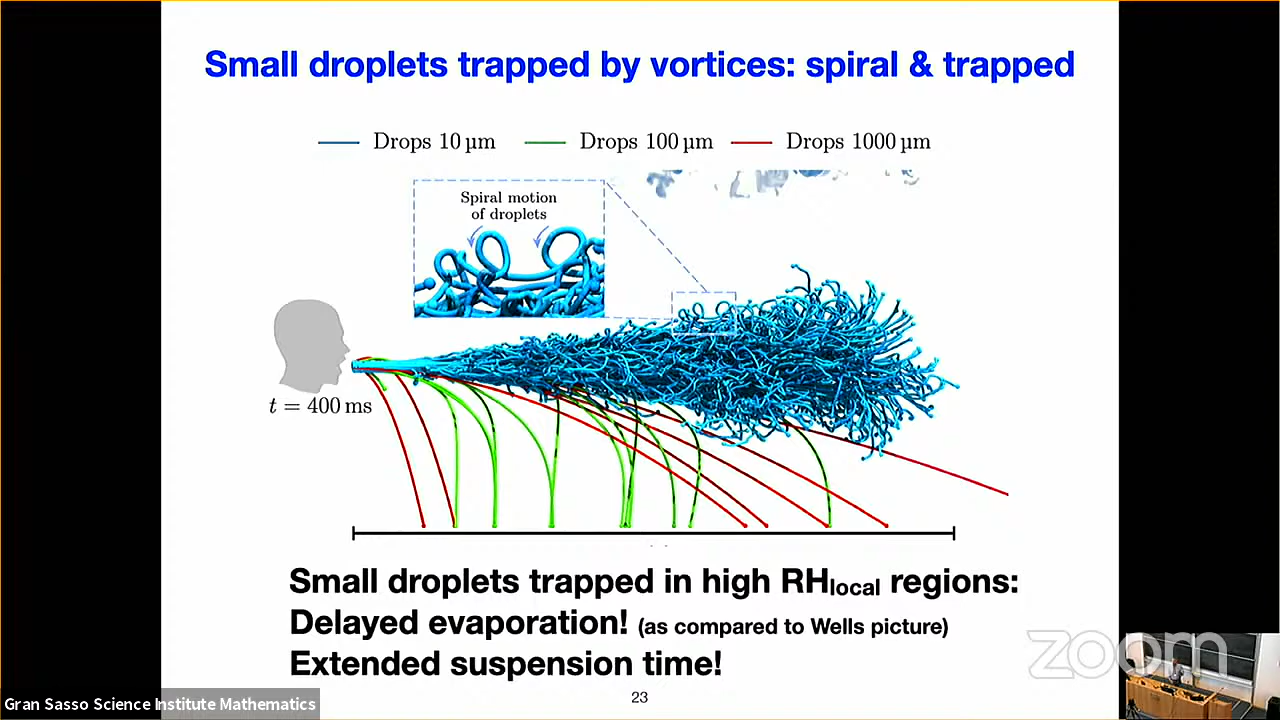 Small droplets trapped by vortices: spiral & trapped
Drops 10 μm Drops 100 μm Drops 1000 μm
Spiral motion
of droplets
t = 400 ms
Small droplets trapped in high RHlocal regions:
Delayed evaporation! (as compared to Wells picture)
Extended suspension time!
zoom
23
Gran Sasso Science Institute Mathematics